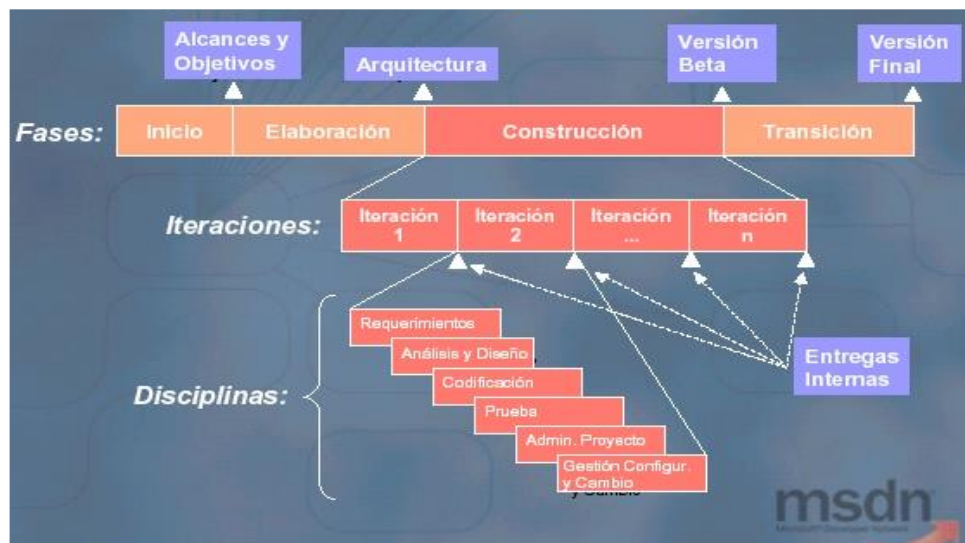 Alcances y
Objetivos
Arquitectura
Versión
Beta
Versión
Final
Fases:
Inicio
Elaboración
Construcción
Transición
Iteraciones:
Iteración
1
Iteración
2
Iteración
...
Iteración
n
Requerimientos
Análisis y Diseño
Codificación
Disciplinas:
Prueba
Admin. Proyecto
Gestión Configur.
y Cambio
y Cambio
Entregas
Internas
msdn